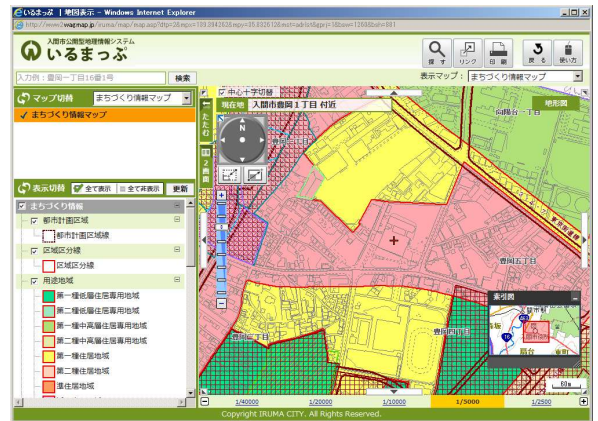 いるまっぷ | 地図表示 - Windows Internet Explorer
入間市公開型地理情報システム
いるまっぷ
探す
リンク
印刷
戻る
使い方
入力例：豊岡一丁目16番1号
検索
表示マップ：
まちづくり情報マップ
マップ切替
まちづくり情報マップ
まちづくり情報マップ
表示切替
全て表示
全て非表示
更新
まちづくり情報
都市計画区域
都市計画区域線
区域区分線
区域区分線
用途地域
第一種低層住居専用地域
第二種低層住居専用地域
第一種中高層住居専用地域
第二種中高層住居専用地域
第一種住居地域
第二種住居地域
準住居地域
たたむ
2画面
中心十字切替
現在地
入間市豊岡1丁目 付近
地形図
N
向陽台一丁目
豊岡五丁目
豊岡四丁目
索引図
60m
1/40000
1/20000
1/10000
1/5000
1/2500
Copyright IRUMA CITY. All Rights Reserved.